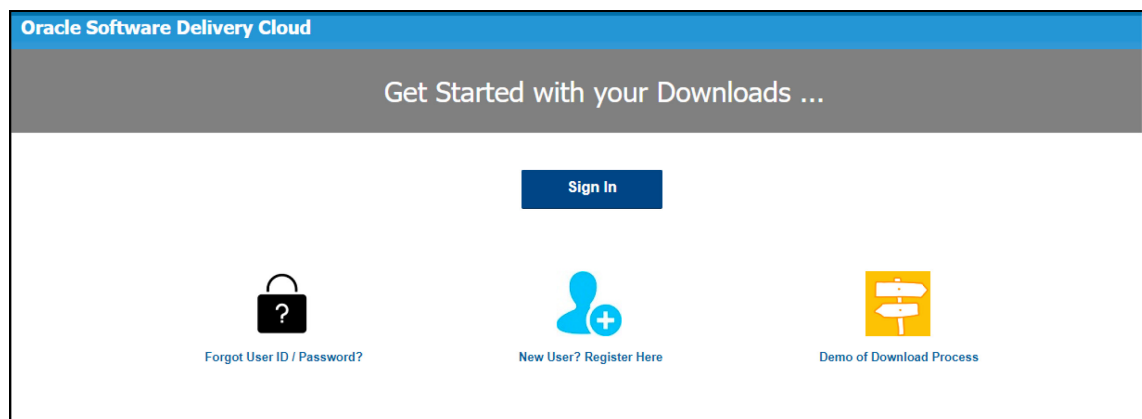 Oracle Software Delivery Cloud
Get Started with your Downloads ...
Sign In
?
Forgot User ID / Password?
New User? Register Here
Demo of Download Process